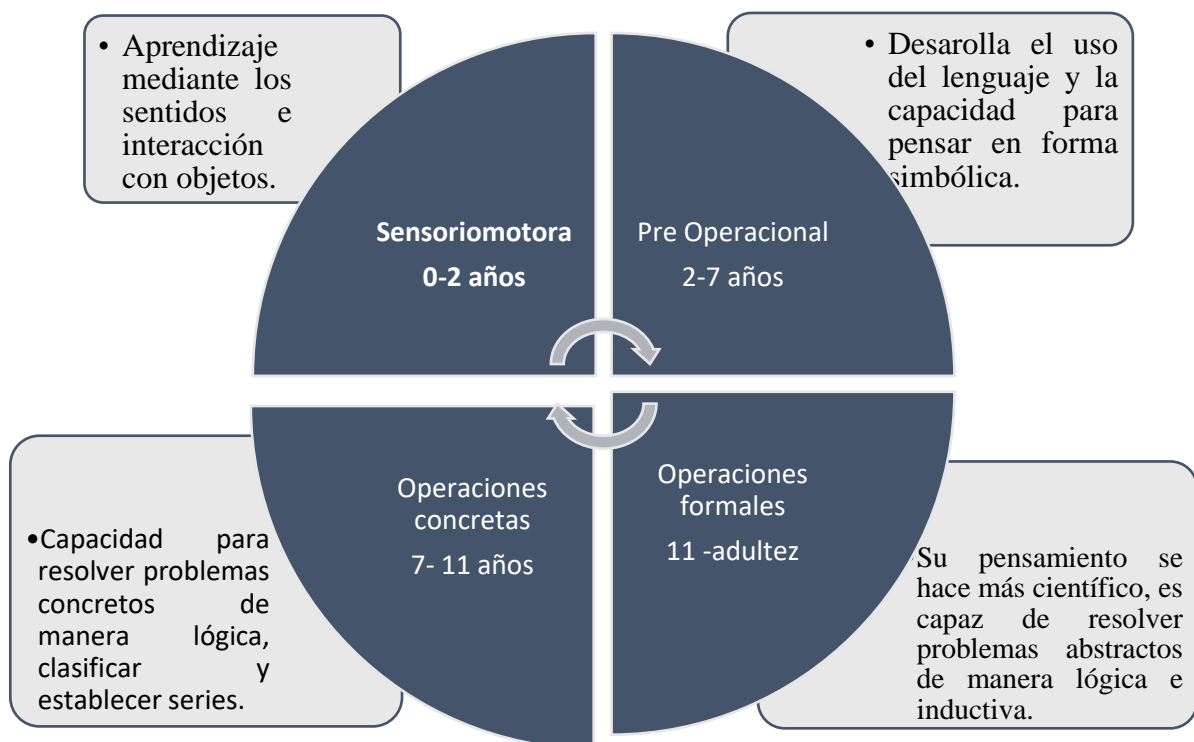 • Aprendizaje
mediante los
sentidos e
interacción
con objetos.
• Desarolla el uso
del lenguaje y la
capacidad para
pensar en forma
simbólica.
Sensoriomotora
0-2 años
Pre Operacional
2-7 años
Operaciones
concretas
7- 11 años
Operaciones
formales
11 -adultez
•Capacidad para
resolver problemas
concretos de
manera lógica,
clasificar y
establecer series.
Su pensamiento se
hace más científico, es
capaz de resolver
problemas abstractos
de manera lógica e
inductiva.